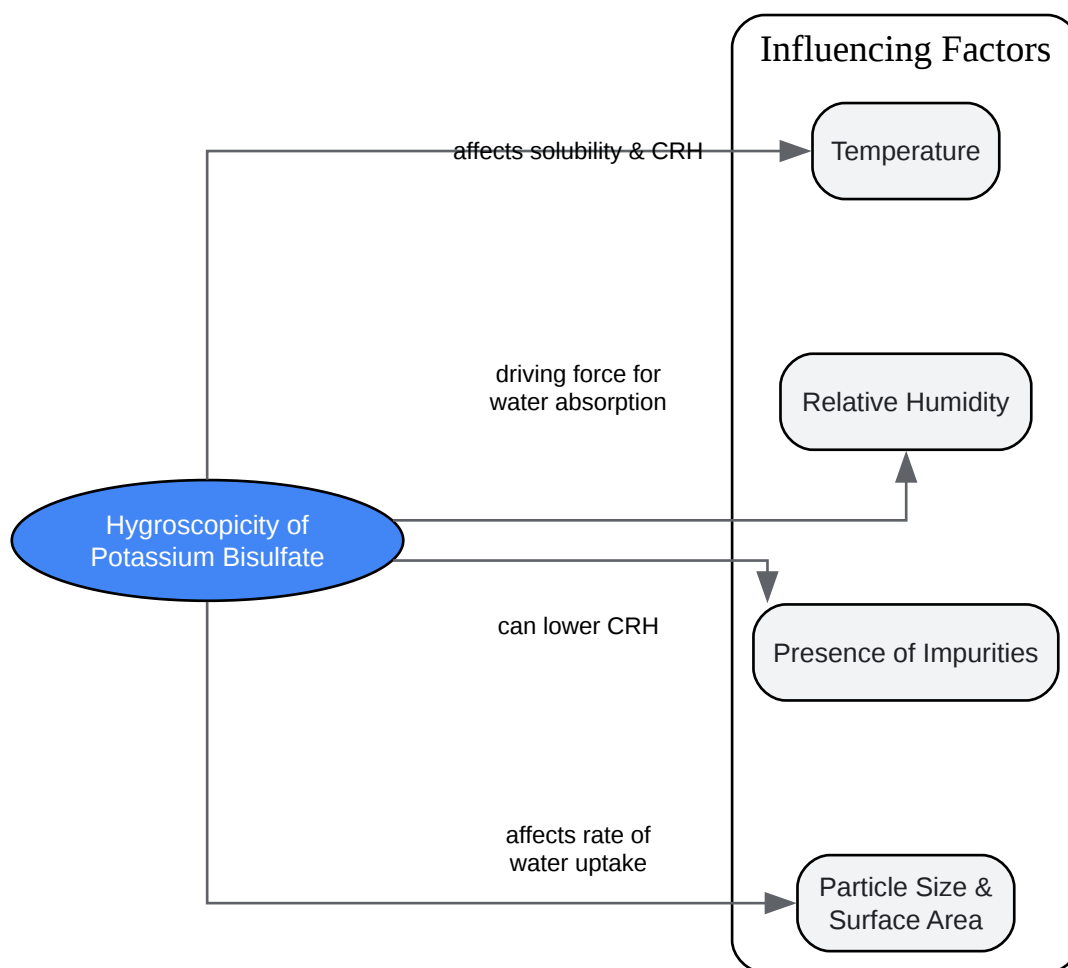 Influencing Factors
affects solubility & CRH
Temperature
driving force for
water absorption
Relative Humidity
Hygroscopicity of
Potassium Bisulfate
can lower CRH
Presence of Impurities
affects rate of
water uptake
Particle Size &
Surface Area